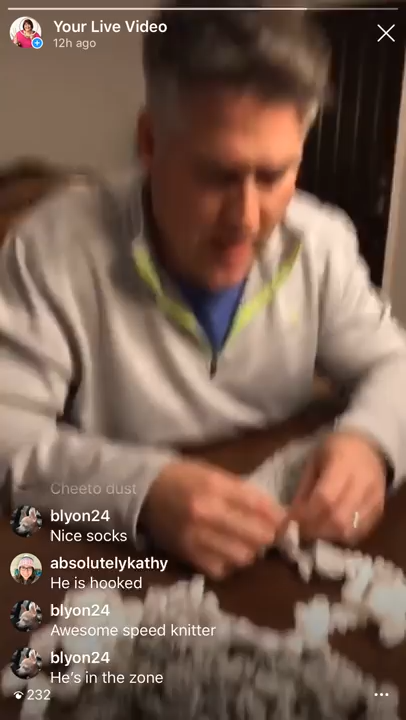 Your Live Video
12h ago
Cheeto dust
blyon24
Nice socks
absolutelykathy
He is hooked
blyon24
Awesome speed knitter
blyon24
He's in the zone
232